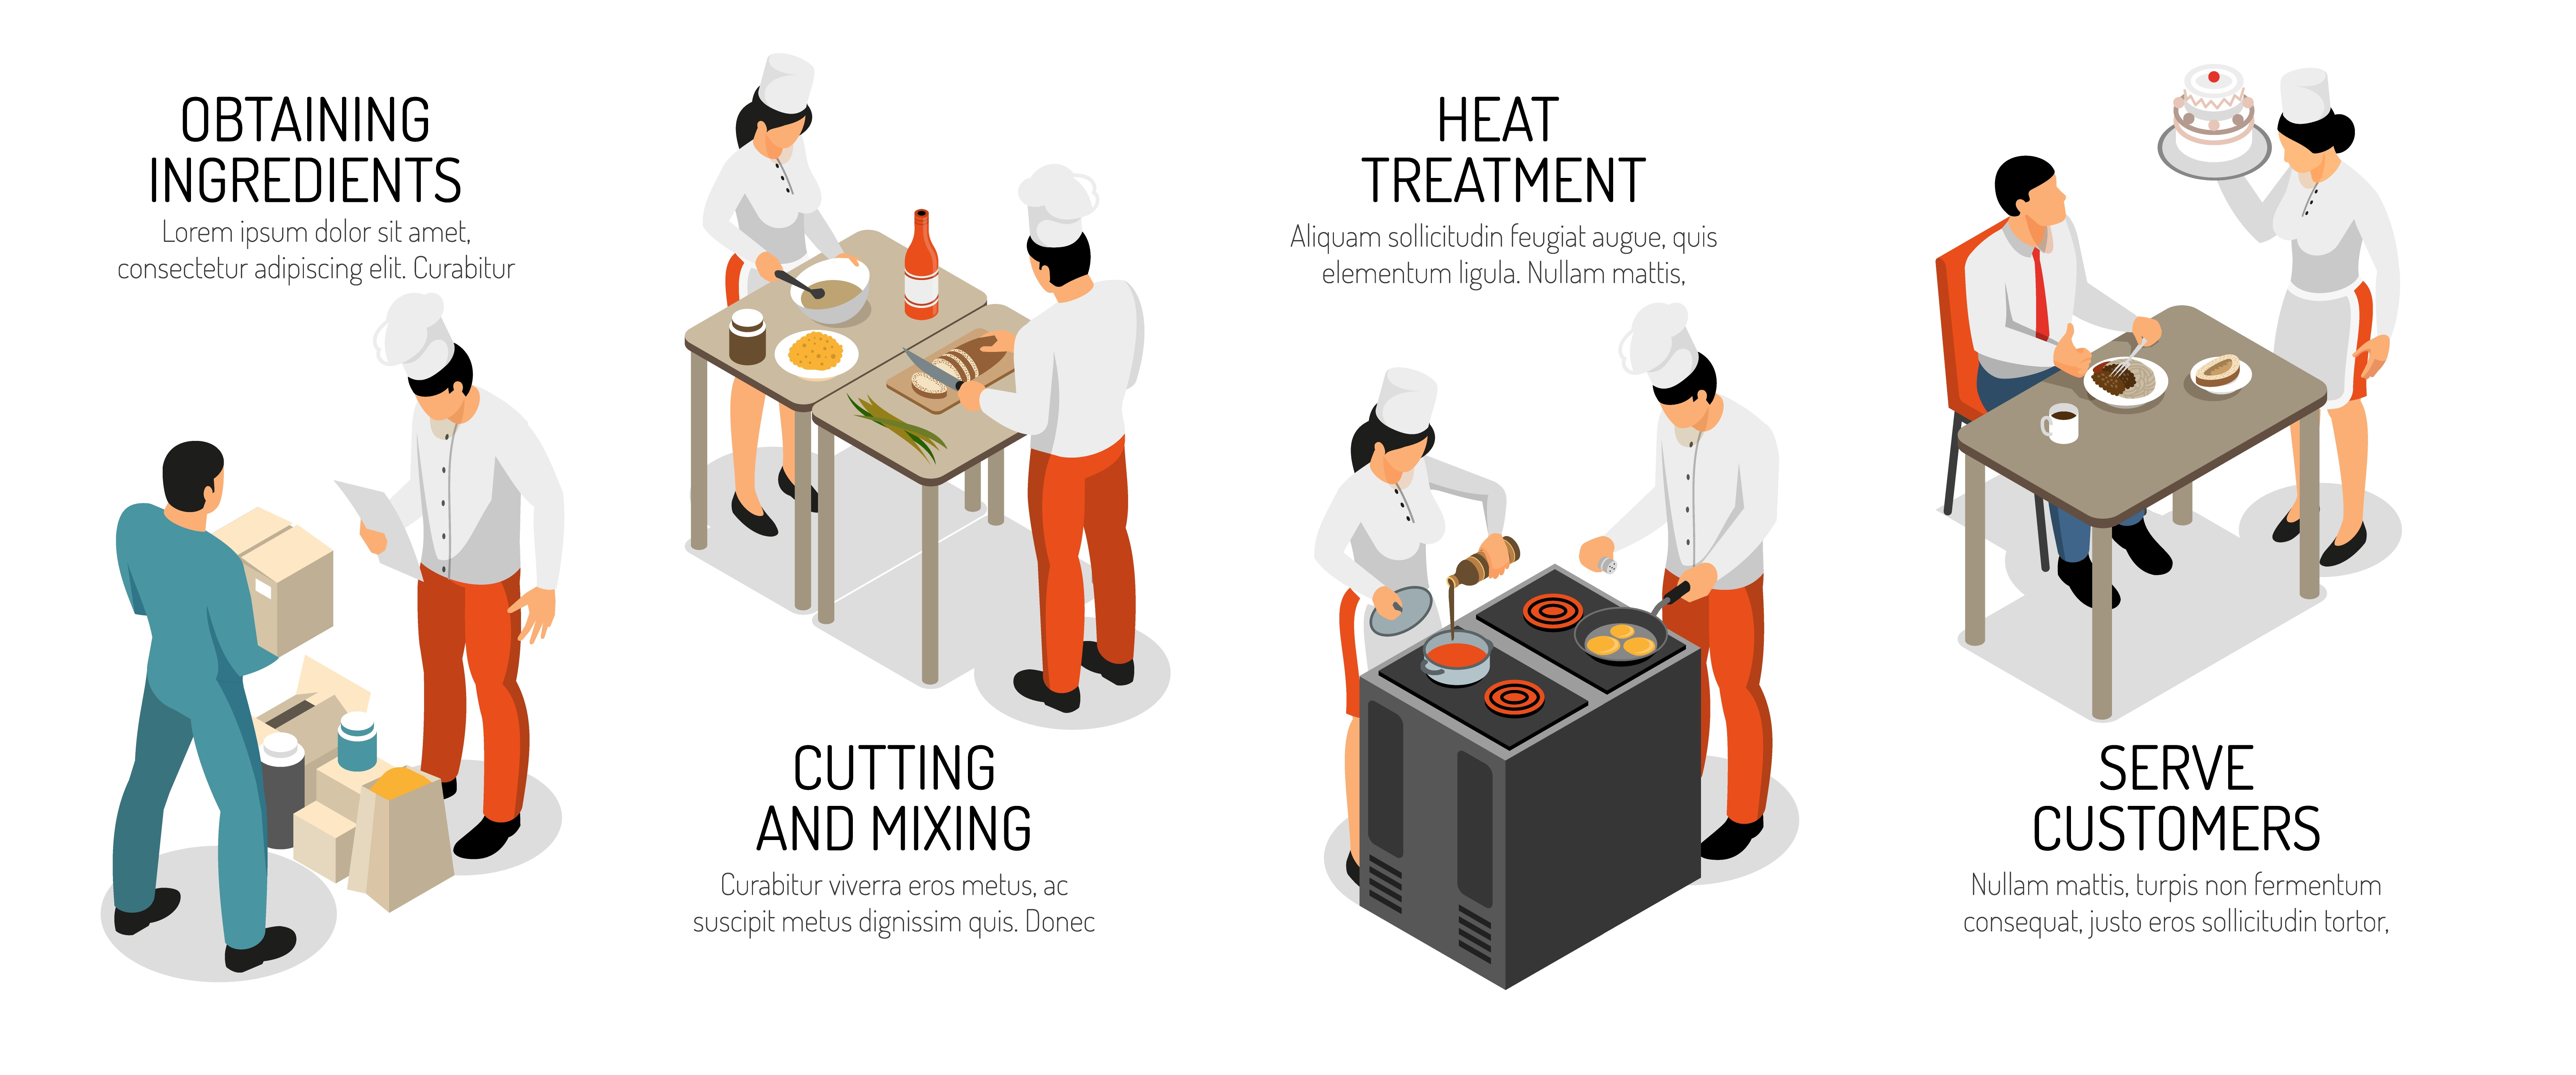 OBTAINING
INGREDIENTS
Lorem ipsum dolor sit amet,
consectetur adipiscing elit. Curabitur
CUTTING
AND MIXING
Curabitur viverra eros metus, ac
suscipit metus dignissim quis. Donec
HEAT
TREATMENT
Aliquam sollicitudin feugiat augue, quis
elementum ligula. Nullam mattis,
SERVE
CUSTOMERS
Nullam mattis, turpis non fermentum
consequat, justo eros sollicitudin tortor,